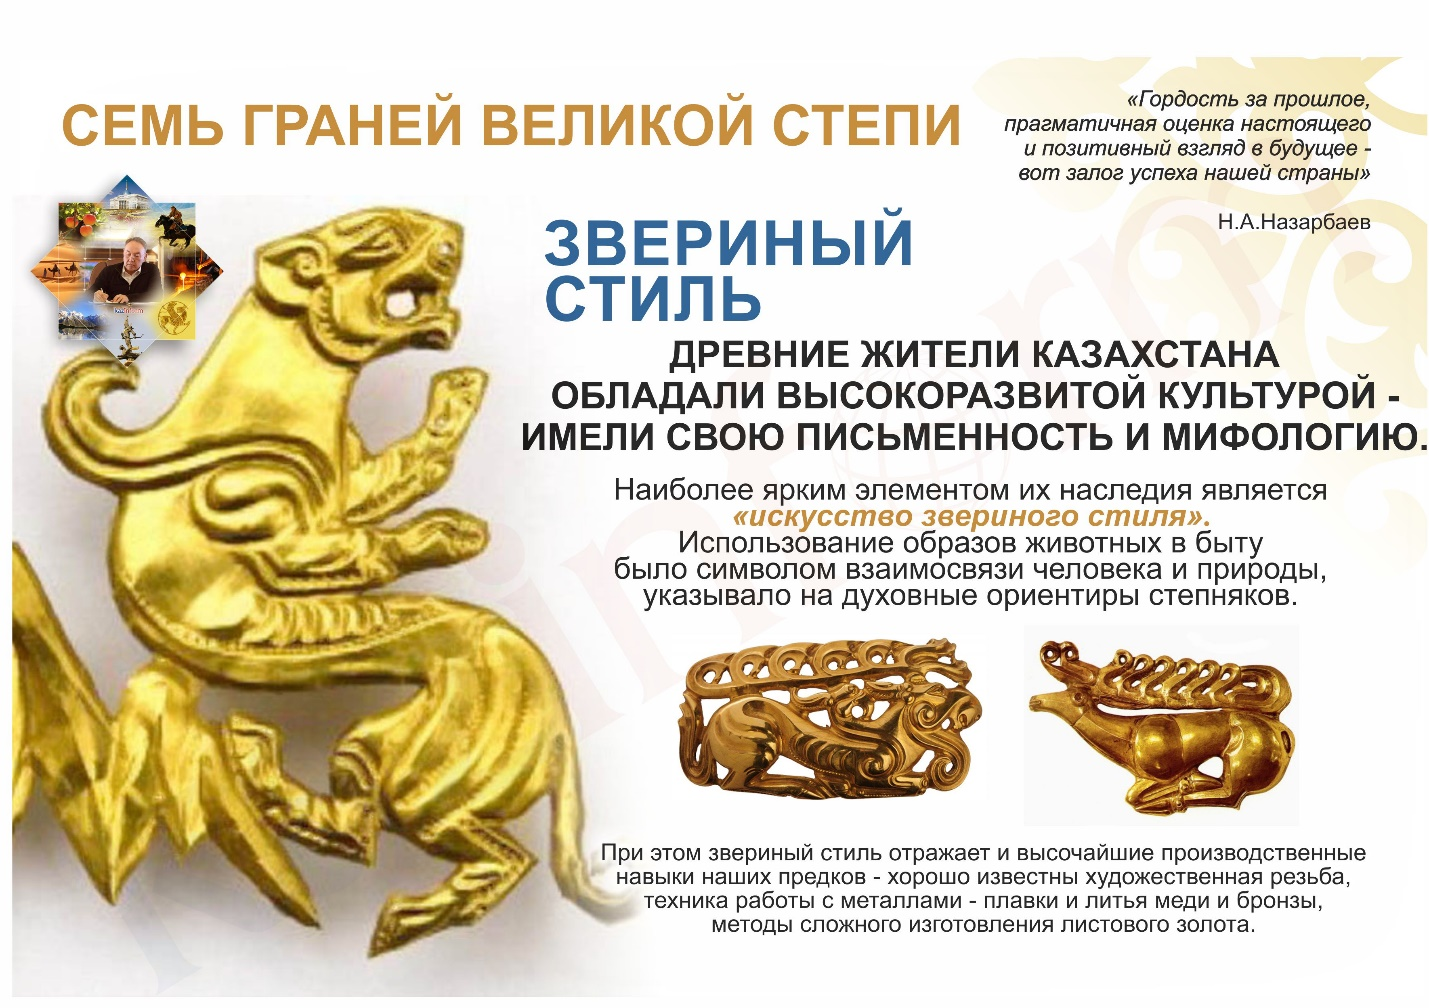 СЕМЬ ГРАНЕЙ ВЕЛИКОЙ СТЕПИ
«Гордость за прошлое,
прагматичная оценка настоящего
и позитивный взгляд в будущее -
вот залог успеха нашей страны»
Н.А.Назарбаев
ЗВЕРИНЫЙ
СТИЛЬ
ДРЕВНИЕ ЖИТЕЛИ КАЗАХСТАНА
ОБЛАДАЛИ ВЫСОКОРАЗВИТОЙ КУЛЬТУРОЙ -
ИМЕЛИ СВОЮ ПИСЬМЕННОСТЬ И МИФОЛОГИЮ.
Наиболее ярким элементом их наследия является
«искусство звериного стиля».
Использование образов животных в быту
было символом взаимосвязи человека и природы,
указывало на духовные ориентиры степняков.
При этом звериный стиль отражает и высочайшие производственные
навыки наших предков - хорошо известны художественная резьба,
техника работы с металлами - плавки и литья меди и бронзы,
методы сложного изготовления листового золота.